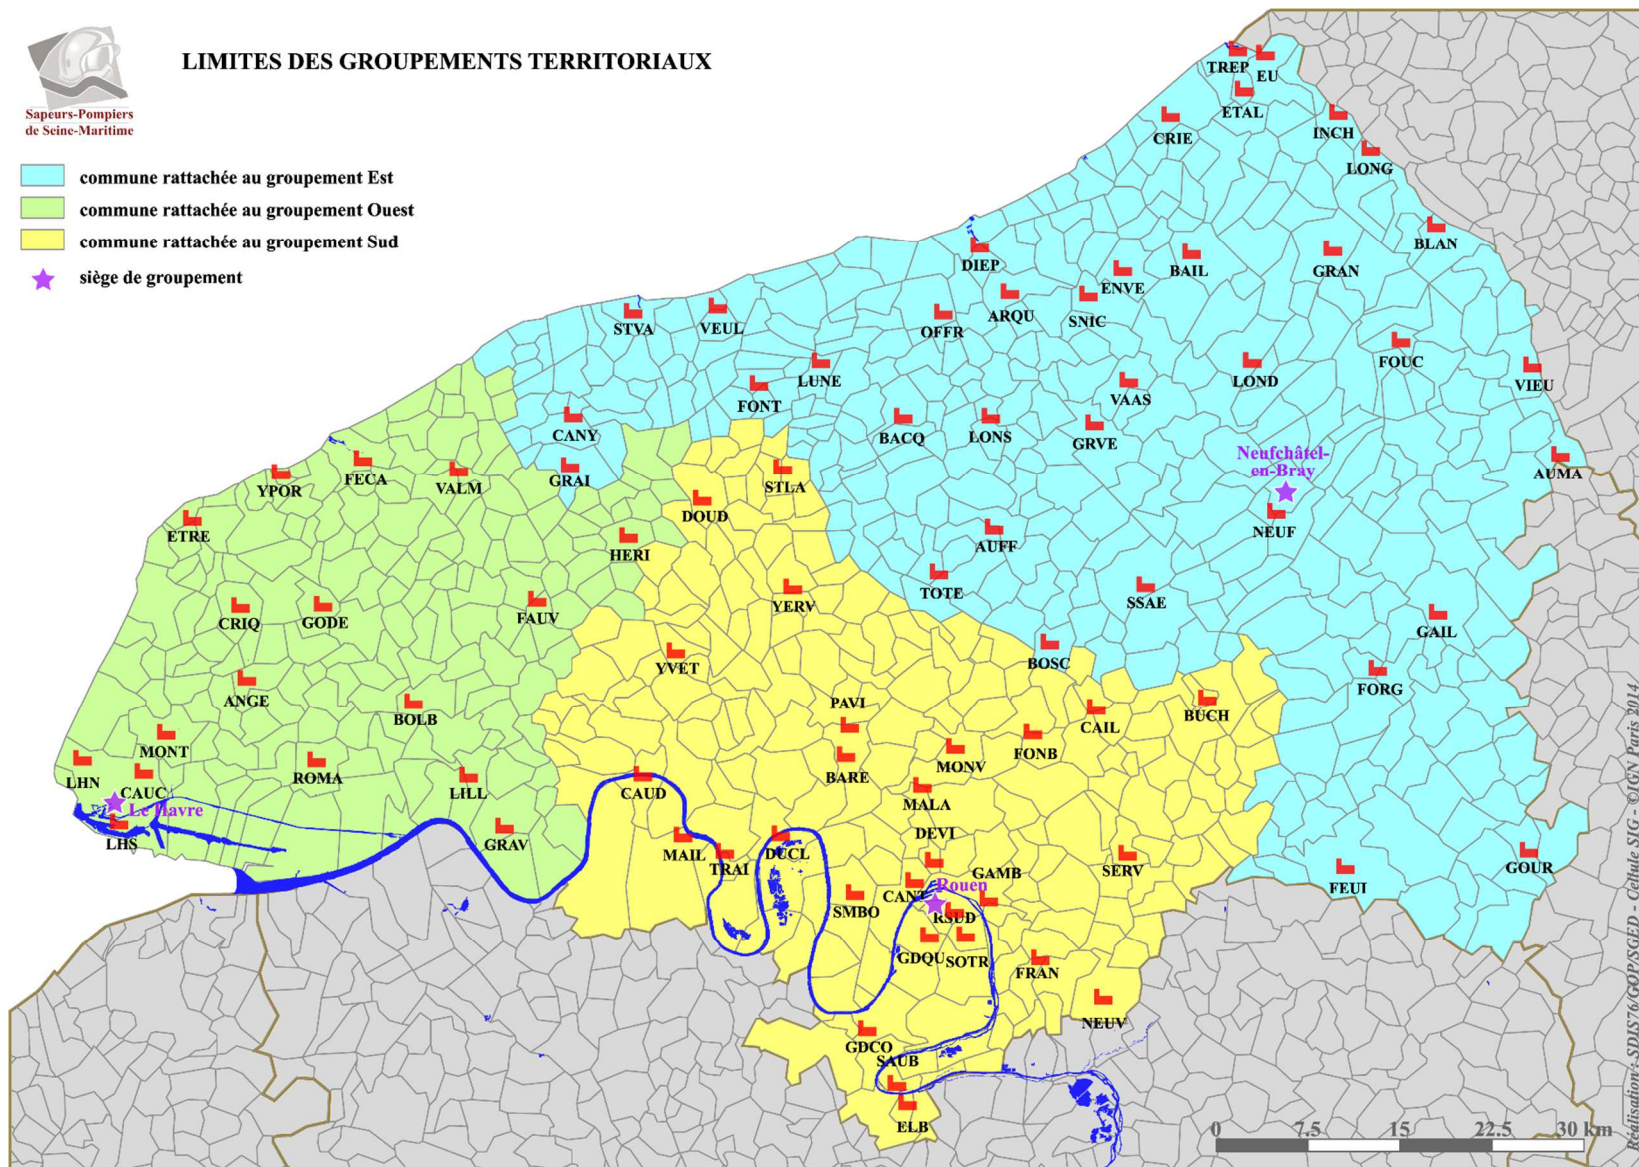 LIMITES DES GROUPEMENTS TERRITORIAUX
Sapeurs-Pompiers
de Seine-Maritime
commune rattachée au groupement Est
commune rattachée au groupement Ouest
commune rattachée au groupement Sud
siège de groupement
TREP
EU
ETAL
CRIE
INCH
LONG
BLAN
DIEP
BAIL
GRAN
ENVE
ARQU
SNIC
STVA
VEUL
OFFR
FOUC
LUNE
LOND
VIEU
FONT
VAAS
CANY
BACQ
LONS
GRVE
Neufchâtel-
en-Bray
AUMA
YPOR
FECA
VALM
GRAI
STLA
DOUD
ETRE
NEUF
HERI
AUFF
TOTE
SSAE
CRIQ
GODE
FAUV
YERV
GAIL
YVET
BOSC
FORG
ANGE
BOLB
PAVI
CAIL
BUCH
MONT
FONB
LHN
CAUC
ROMA
LILL
CAUD
BARE
MONV
MALA
Le Havre
LHS
GRAV
MAIL
TRAI
DUCL
DEVI
SERV
GOUR
FEUI
GAMB
CANT
Rouen
SMBO
RSUD
GDQU
SOTR
FRAN
NEUV
GDCO
SAUB
ELB
0
7.5
15
22.5
30 km
Réalisation : SDIS76/GOP/SGED - Cellule SIG - ©IGN Paris 2014